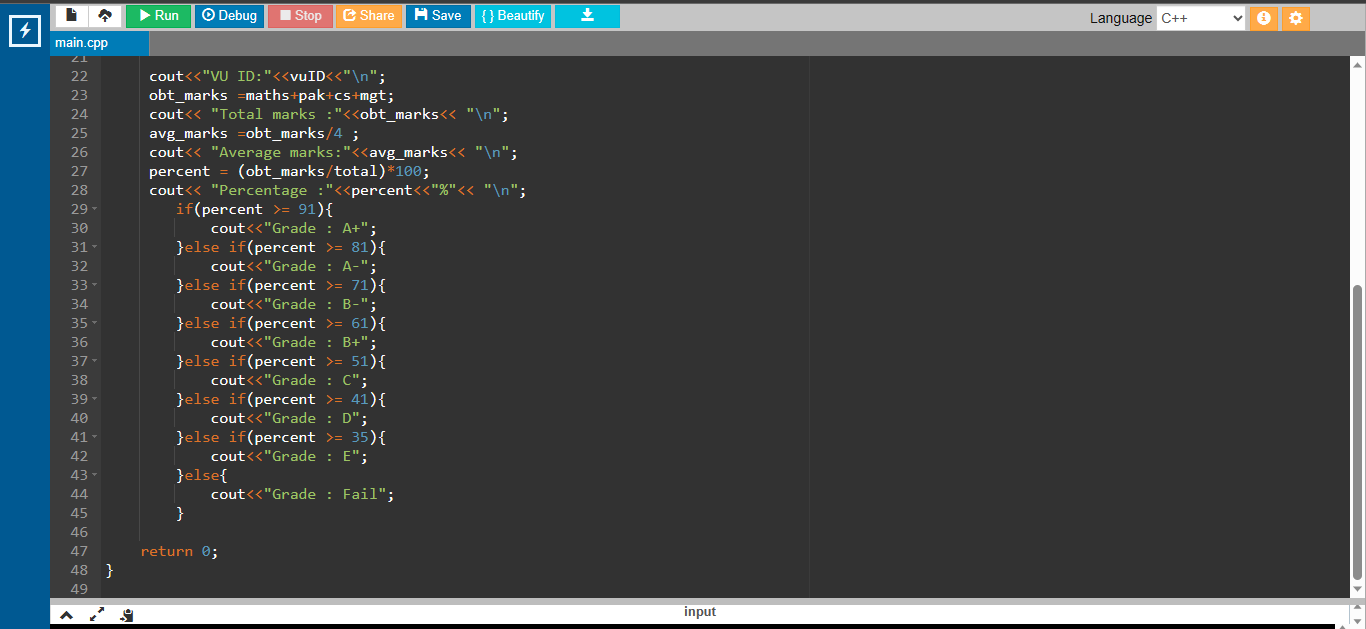 Run Debug Stop Share Save { } Beautify Language C++
main.cpp
21
22 cout<<"VU ID:"<<vuID<<"\n";
23 obt_marks =maths+pak+cs+mgt;
24 cout<< "Total marks :"<<obt_marks<< "\n";
25 avg_marks =obt_marks/4 ;
26 cout<< "Average marks:"<<avg_marks<< "\n";
27 percent = (obt_marks/total)*100;
28 cout<< "Percentage :"<<percent<<"%"<< "\n";
29 if(percent >= 91){
30 cout<<"Grade : A+";
31 }else if(percent >= 81){
32 cout<<"Grade : A-";
33 }else if(percent >= 71){
34 cout<<"Grade : B-";
35 }else if(percent >= 61){
36 cout<<"Grade : B+";
37 }else if(percent >= 51){
38 cout<<"Grade : C";
39 }else if(percent >= 41){
40 cout<<"Grade : D";
41 }else if(percent >= 35){
42 cout<<"Grade : E";
43 }else{
44 cout<<"Grade : Fail";
45 }
46
47 return 0;
48 }
49
input